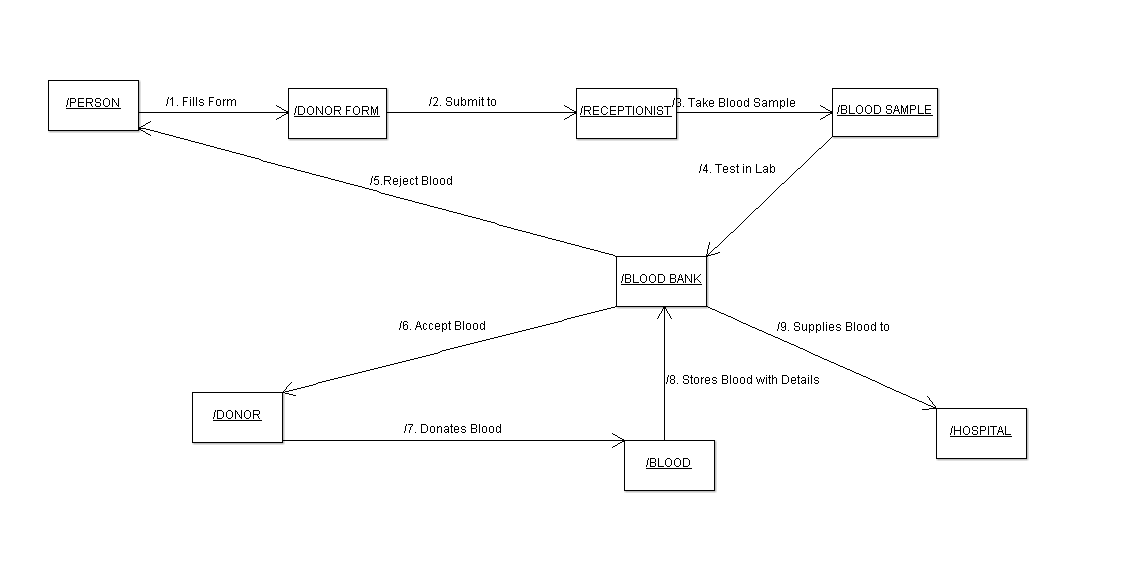 /PERSON
/1. Fills Form
/DONOR FORM
/2. Submit to
/RECEPTIONIST
/3. Take Blood Sample
/BLOOD SAMPLE
/4. Test in Lab
/5.Reject Blood
/BLOOD BANK
/6. Accept Blood
/9. Supplies Blood to
/8. Stores Blood with Details
/DONOR
/7. Donates Blood
/HOSPITAL
/BLOOD